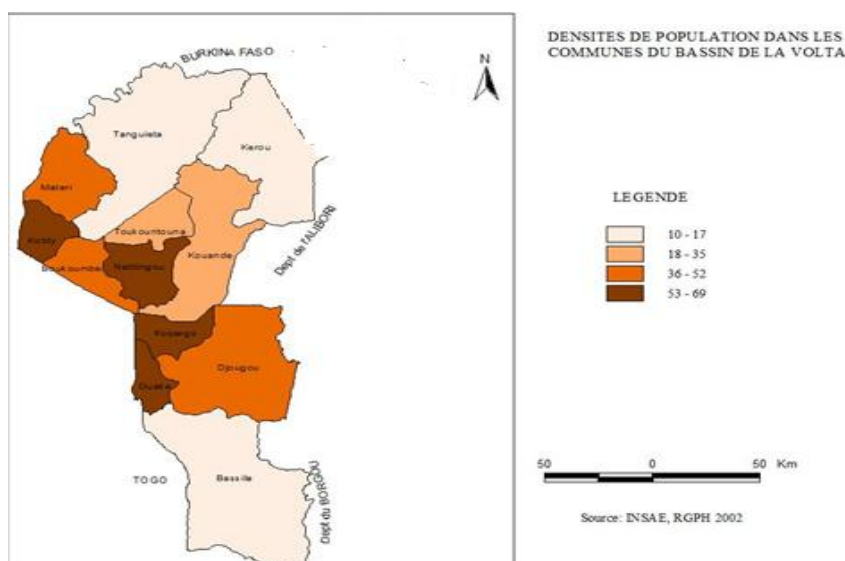 DENSITES DE POPULATION DANS LES
COMMUNES DU BASSIN DE LA VOLTA
BURKINA FASO
N
Tanguieta
Kerou
Materi
Toukountouna
Dept de l'ALIBORI
Kouande
Boukoumbe
Natitingou
Djougou
Ouake
TOGO
Bassila
Dept du BORGOU
LEGENDE
10 - 17
18 - 35
36 - 52
53 - 69
50 0 50 Km
Source: INSAE, RGPH 2002